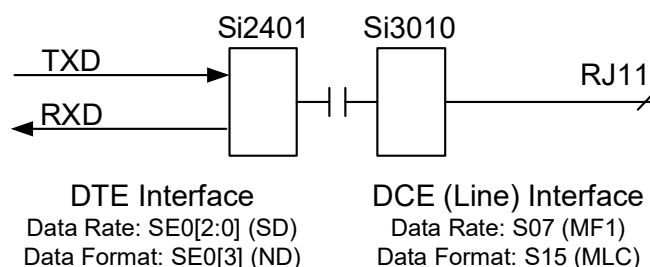 Si2401 Si3010
TXD
RJ11
RXD
DTE Interface DCE (Line) Interface
Data Rate: SE0[2:0] (SD) Data Rate: S07 (MF1)
Data Format: SE0[3] (ND) Data Format: S15 (MLC)